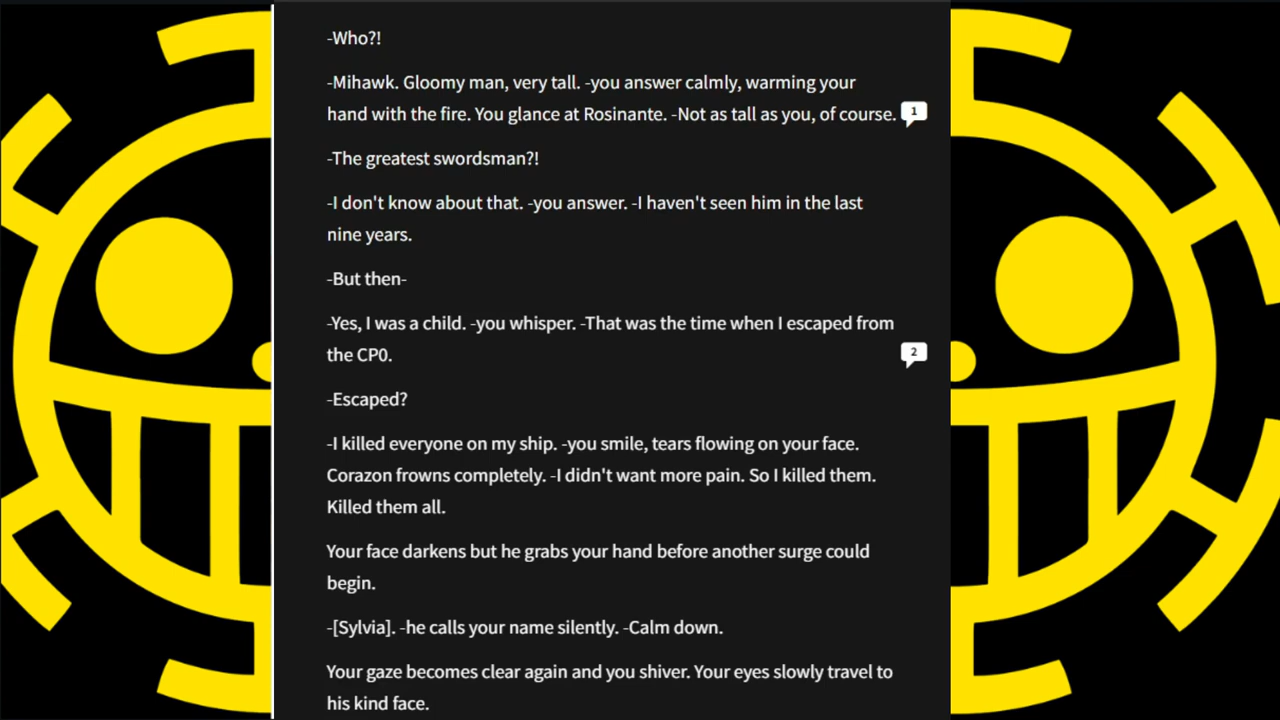 -Who?!
-Mihawk. Gloomy man, very tall. -you answer calmly, warming your
hand with the fire. You glance at Rosinante. -Not as tall as you, of course.
1
-The greatest swordsman?!
-I don't know about that. -you answer. -I haven't seen him in the last
nine years.
-But then-
-Yes, I was a child. -you whisper. -That was the time when I escaped from
the CP0.
2
-Escaped?
-I killed everyone on my ship. -you smile, tears flowing on your face.
Corazon frowns completely. -I didn't want more pain. So I killed them.
Killed them all.
Your face darkens but he grabs your hand before another surge could
begin.
-[Sylvia]. -he calls your name silently. -Calm down.
Your gaze becomes clear again and you shiver. Your eyes slowly travel to
his kind face.